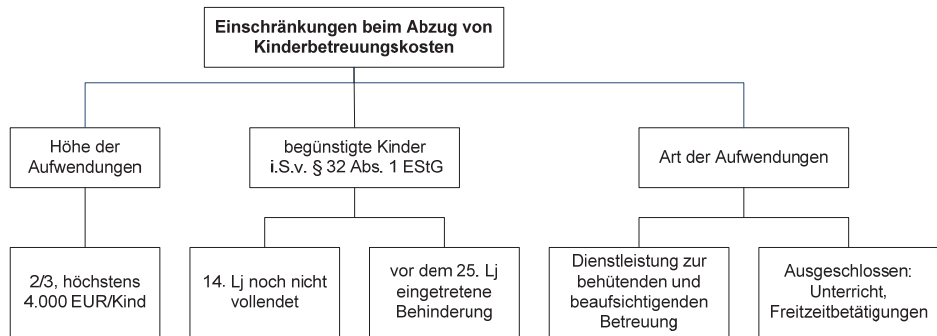 Einschränkungen beim Abzug von
Kinderbetreuungskosten
Höhe der
Aufwendungen
begünstigte Kinder
i.S.v. § 32 Abs. 1 EStG
Art der Aufwendungen
2/3, höchstens
4.000 EUR/Kind
14. Lj noch nicht
vollendet
vor dem 25. Lj
eingetretene
Behinderung
Dienstleistung zur
behütenden und
beaufsichtigenden
Betreuung
Ausgeschlossen:
Unterricht,
Freitzeitbetätigungen